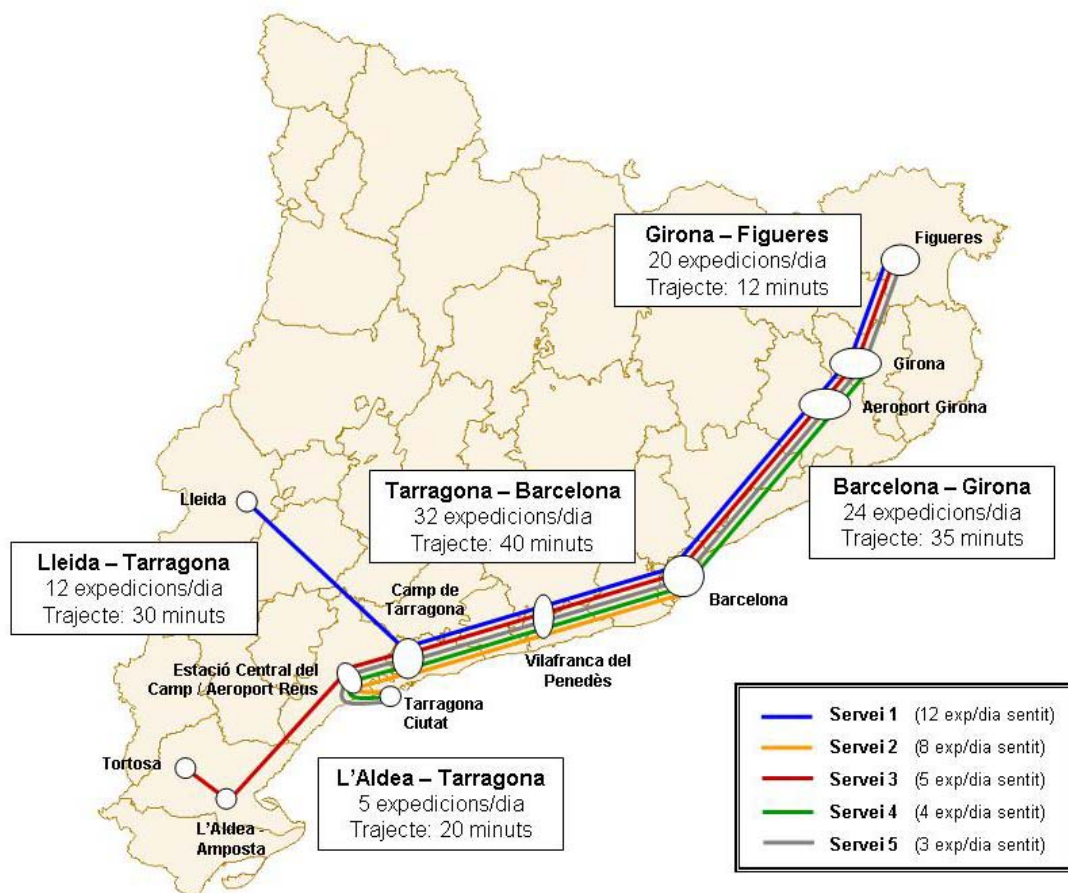 Girona – Figueres
20 expedicions/dia
Trajecte: 12 minuts
Figueres
Girona
Aeroport Girona
Lleida
Tarragona – Barcelona
32 expedicions/dia
Trajecte: 40 minuts
Barcelona – Girona
24 expedicions/dia
Trajecte: 35 minuts
Lleida – Tarragona
12 expedicions/dia
Trajecte: 30 minuts
Camp de
Tarragona
Barcelona
Vilafranca del
Penedès
Estació Central del
Camp / Aeroport Reus
Tarragona
Ciutat
Tortosa
L'Aldea -
Amposta
L'Aldea – Tarragona
5 expedicions/dia
Trajecte: 20 minuts
Servei 1 (12 exp/dia sentit)
Servei 2 (8 exp/dia sentit)
Servei 3 (5 exp/dia sentit)
Servei 4 (4 exp/dia sentit)
Servei 5 (3 exp/dia sentit)